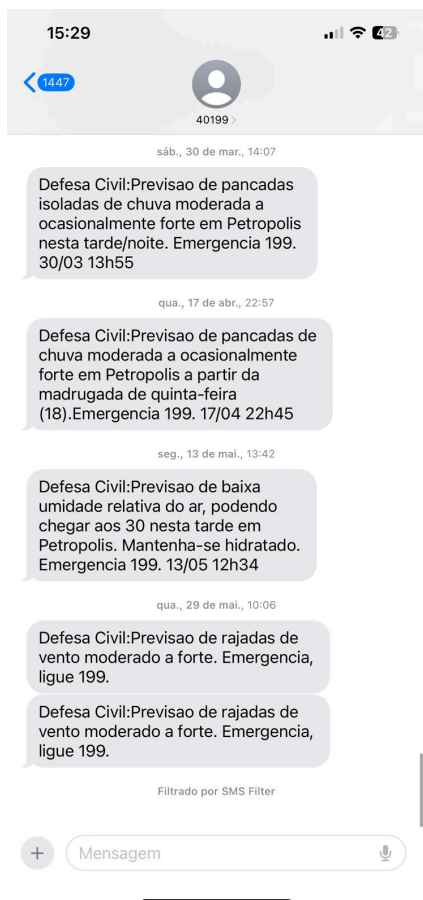 15:29
42
1447
40199
sáb., 30 de mar., 14:07
Defesa Civil:Previsao de pancadas
isoladas de chuva moderada a
ocasionalmente forte em Petropolis
nesta tarde/noite. Emergencia 199.
30/03 13h55
qua., 17 de abr., 22:57
Defesa Civil:Previsao de pancadas de
chuva moderada a ocasionalmente
forte em Petropolis a partir da
madrugada de quinta-feira
(18).Emergencia 199. 17/04 22h45
seg., 13 de mai., 13:42
Defesa Civil:Previsao de baixa
umidade relativa do ar, podendo
chegar aos 30 nesta tarde em
Petropolis. Mantenha-se hidratado.
Emergencia 199. 13/05 12h34
qua., 29 de mai., 10:06
Defesa Civil:Previsao de rajadas de
vento moderado a forte. Emergencia,
ligue 199.
Defesa Civil:Previsao de rajadas de
vento moderado a forte. Emergencia,
ligue 199.
Filtrado por SMS Filter
Mensagem